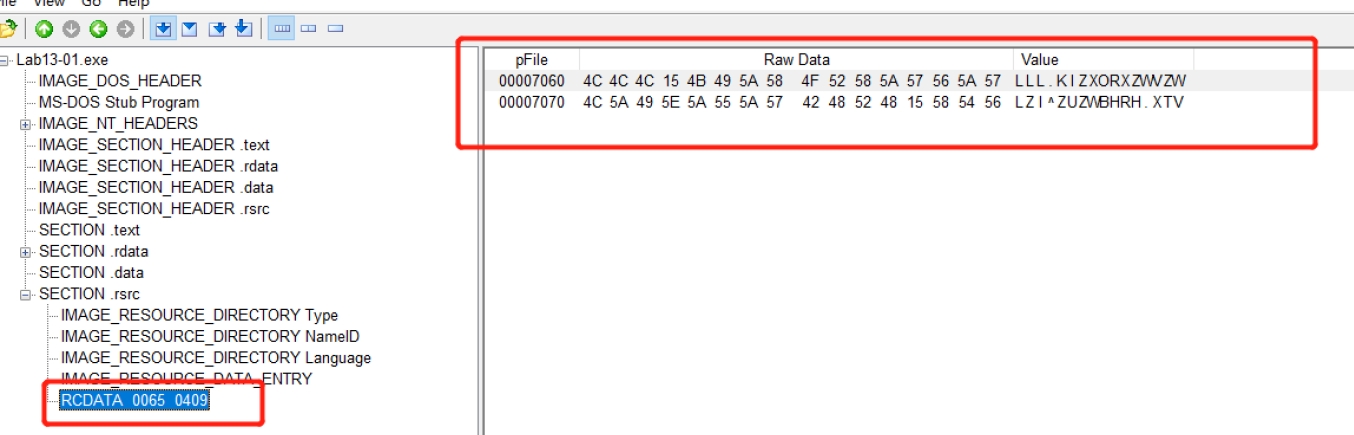 File View Go Help
Lab13-01.exe
IMAGE_DOS_HEADER
MS-DOS Stub Program
IMAGE_NT_HEADERS
IMAGE_SECTION_HEADER .text
IMAGE_SECTION_HEADER .rdata
IMAGE_SECTION_HEADER .data
IMAGE_SECTION_HEADER .rsrc
SECTION .text
SECTION .rdata
SECTION .data
SECTION .rsrc
IMAGE_RESOURCE_DIRECTORY Type
IMAGE_RESOURCE_DIRECTORY NameID
IMAGE_RESOURCE_DIRECTORY Language
IMAGE_RESOURCE_DATA_ENTRY
RCDATA 0065 0409
pFile Raw Data Value
00007060 4C 4C 4C 15 4B 49 5A 58 4F 52 58 5A 57 56 5A 57 LLL.KIZXORXZWVZW
00007070 4C 5A 49 5E 5A 55 5A 57 42 48 52 48 15 58 54 56 LZI^ZUZWBHRH.XTV